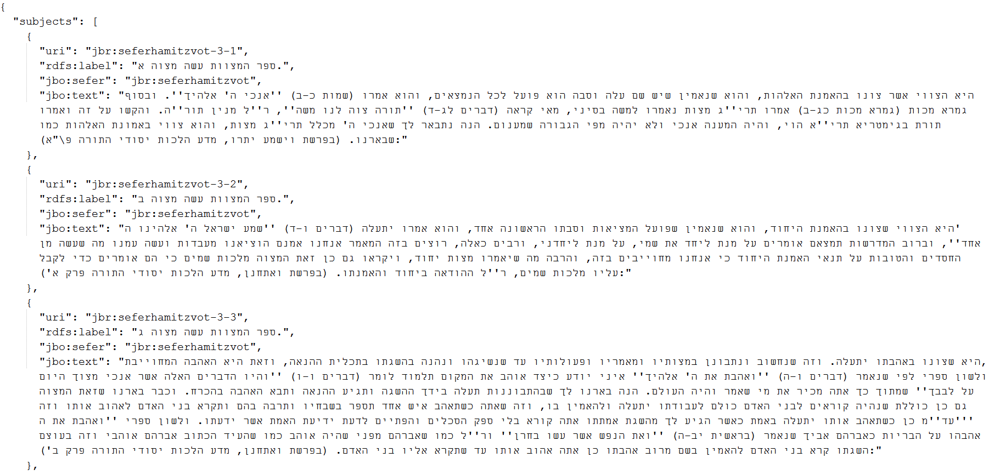 {
"subjects": [
{
"uri": "jbr:seferhamitzvot-3-1",
"rdfs:label": "ספר המצוות עשה מצוה א.",
"jbo:sefer": "jbr:seferhamitzvot",
"jbo:text": "היא הצווי אשר צונו בהאמנת האלהות, והוא שנאמין שיש שם עלה וסבה הוא פועל לכל הנמצאים, והוא אמרו (שמות כ-ב) ''אנכי ה' אלהיך''. ובסוף
גמרא מכות (גמרא מכות כג-ב) אמרו תרי''ג מצות נאמרו למשה בסיני, מאי קראה (דברים לג-ד) ''תורה צוה לנו משה'', ר''ל מנין תור''ה. והקשו על זה ואמרו
תורת בגימטריא תרי''א הוי, והיה המענה אנכי ולא יהיה מפי הגבורה שמענום. הנה נתבאר לך שאנכי ה' מכלל תרי''ג מצות, והוא צווי באמונת האלהות כמו
שבארנו. (בפרשת וישמע יתרו, מדע הלכות יסודי התורה פ\"א):"
},
{
"uri": "jbr:seferhamitzvot-3-2",
"rdfs:label": "ספר המצוות עשה מצוה ב.",
"jbo:sefer": "jbr:seferhamitzvot",
"jbo:text": "היא הצווי שצונו בהאמנת היחוד, והוא שנאמין שפועל המציאות וסבתו הראשונה אחד, והוא אמרו יתעלה (דברים ו-ד) ''שמע ישראל ה' אלהינו ה'
אחד'', וברוב המדרשות תמצאם אומרים על מנת ליחד את שמי, על מנת ליחדני, ורבים כאלה, רוצים בזה המאמר אנחנו אמנם הוציאנו מעבדות ועשה עמנו מה שעשה מן
החסדים והטובות על תנאי האמנת היחוד כי אנחנו מחוייבים בזה, והרבה מה שיאמרו מצות יחוד, ויקראו גם כן זאת המצוה מלכות שמים כי הם אומרים כדי לקבל
עליו מלכות שמים, ר''ל ההודאה ביחוד והאמנתו. (בפרשת ואתחנן, מדע הלכות יסודי התורה פרק א'):"
},
{
"uri": "jbr:seferhamitzvot-3-3",
"rdfs:label": "ספר המצוות עשה מצוה ג.",
"jbo:sefer": "jbr:seferhamitzvot",
"jbo:text": "היא שצונו באהבתו יתעלה. וזה שנחשוב ונתבונן במצותיו ומאמריו ופעולותיו עד שנשיגהו ונהנה בהשגתו בתכלית ההנאה, וזאת היא האהבה המחוייבת,
ולשון ספרי לפי שנאמר (דברים ו-ה) ''ואהבת את ה' אלהיך'' איני יודע כיצד אוהב את המקום תלמוד לומר (דברים ו-ו) ''והיו הדברים האלה אשר אנכי מצוך היום
על לבבך'' שמתוך כך אתה מכיר את מי שאמר והיה העולם. הנה בארנו לך שבהתבוננות תעלה בידך ההשגה ותגיע ההנאה ותבא האהבה בהכרח. וכבר בארנו שזאת המצוה
גם כן כוללת שנהיה קוראים לבני האדם כולם לעבודתו יתעלה ולהאמין בו, וזה שאתה כשתאהב איש אחד תספר בשבחיו ותרבה בהם ותקרא בני האדם לאהוב אותו וזה
עד''מ כן כשתאהב אותו יתעלה באמת כאשר הגיע לך מהשגת אמתתו אתה קורא בלי ספק הסכלים והפתיים לדעת ידיעת האמת אשר ידעתו. ולשון ספרי ''ואהבת את ה'''
אהבהו על הבריות כאברהם אביך שנאמר (בראשית יב-ה) ''ואת הנפש אשר עשו בחרן'' ור''ל כמו שאברהם מפני שהיה אוהב כמו שהעיד הכתוב אברהם אוהבי וזה בעוצם
השגתו קרא בני האדם להאמין בשם מרוב אהבתו כן אתה אהוב אותו עד שתקרא אליו בני האדם. (בפרשת ואתחנן, מדע הלכות יסודי התורה פרק ב'):"
},